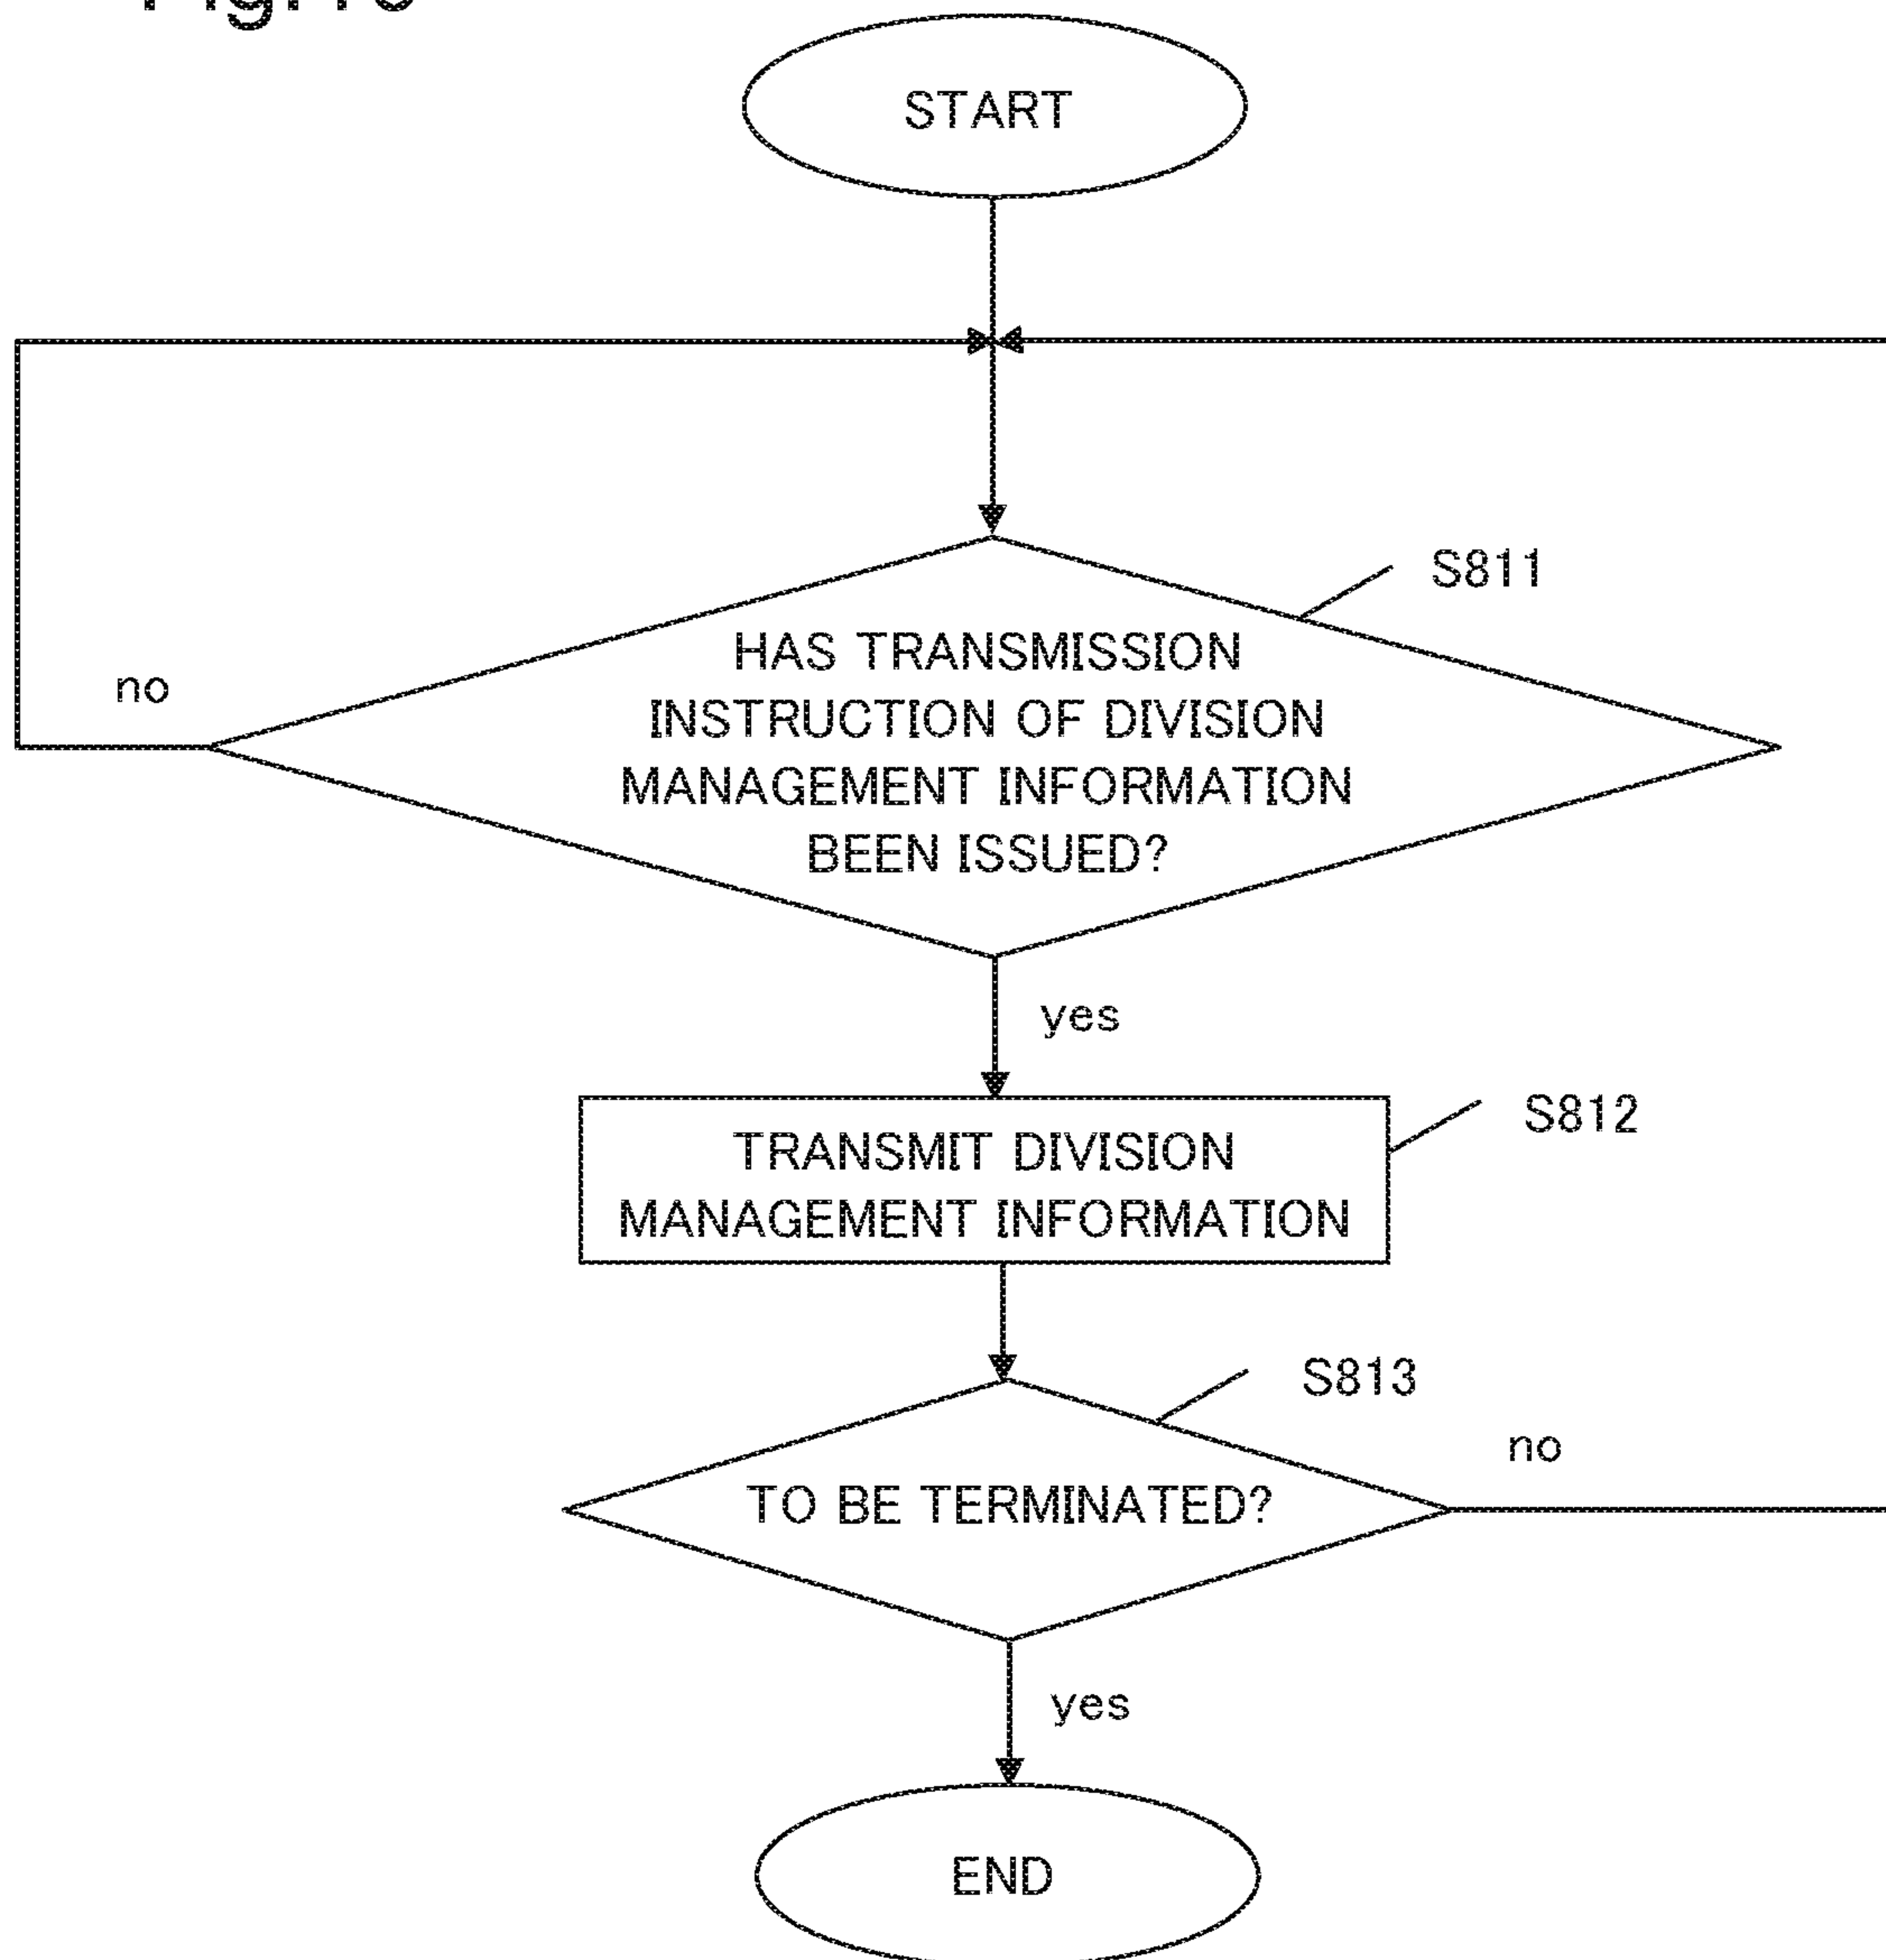 START
S811
HAS TRANSMISSION
INSTRUCTION OF DIVISION
MANAGEMENT INFORMATION
BEEN ISSUED?
no
yes
S812
TRANSMIT DIVISION
MANAGEMENT INFORMATION
S813
TO BE TERMINATED?
no
yes
END